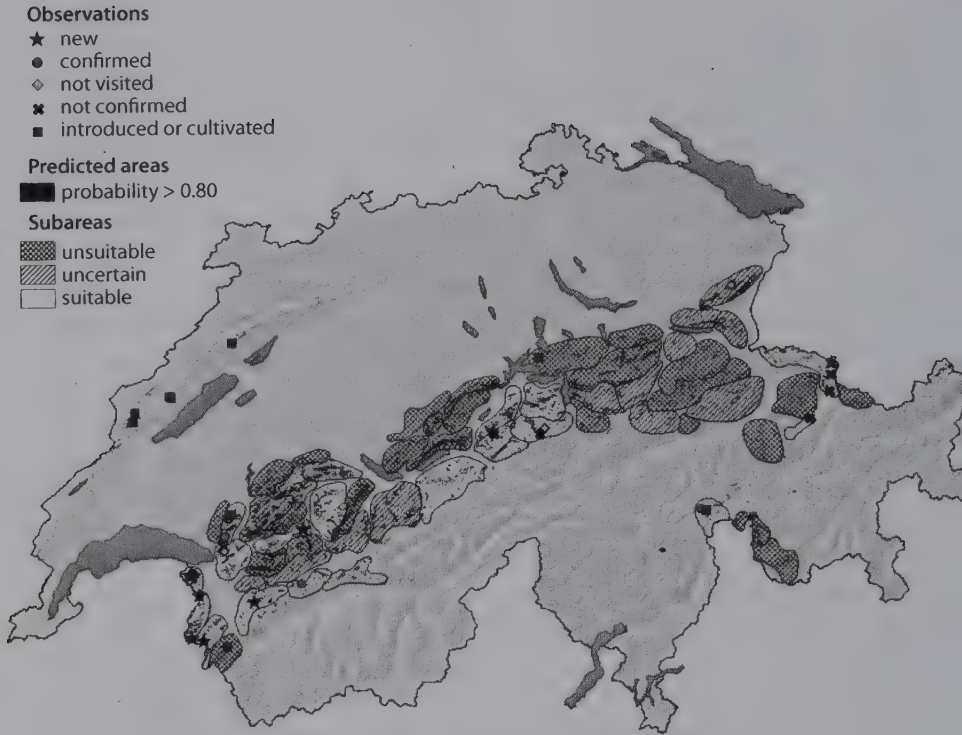 Observations
new
confirmed
not visited
not confirmed
introduced or cultivated
Predicted areas
probability > 0.80
Subareas
unsuitable
uncertain
suitable